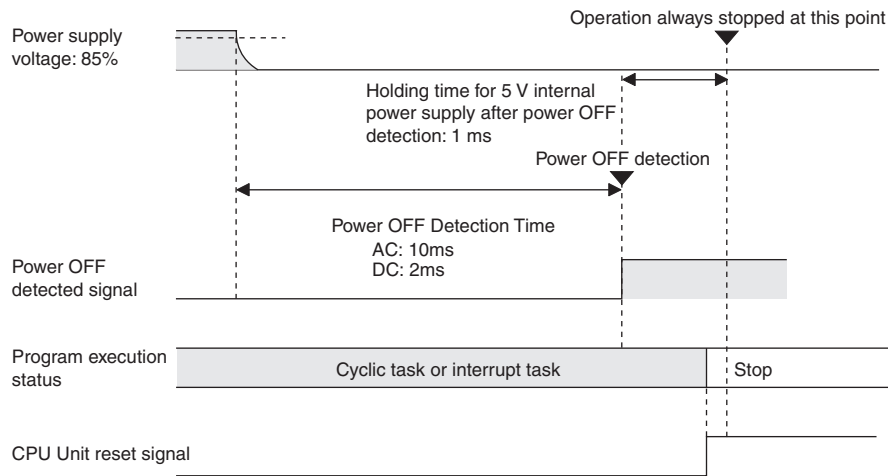 Operation always stopped at this point
Power supply
voltage: 85%
Holding time for 5 V internal
power supply after power OFF
detection: 1 ms
Power OFF detection
Power OFF Detection Time
AC: 10ms
DC: 2ms
Power OFF
detected signal
Program execution
status
Cyclic task or interrupt task
Stop
CPU Unit reset signal